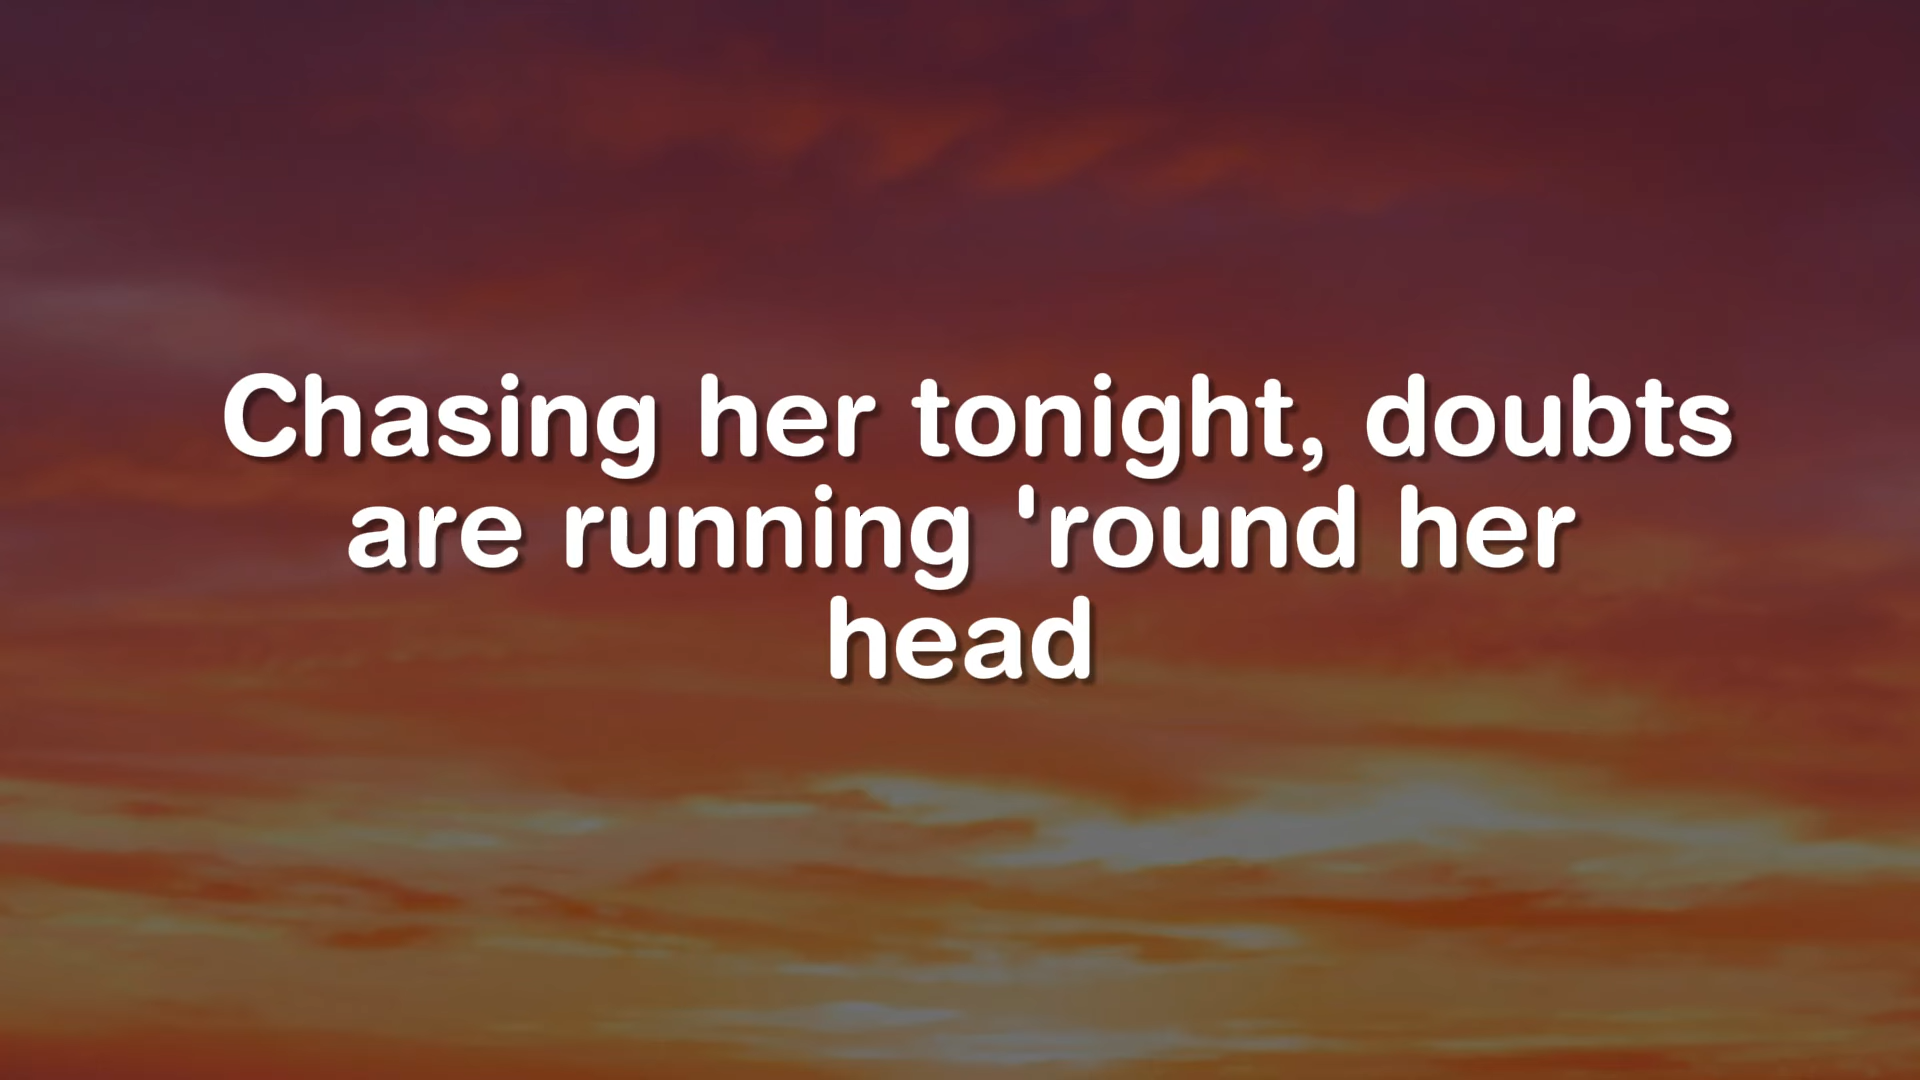 Chasing her tonight, doubts
are running 'round her
head